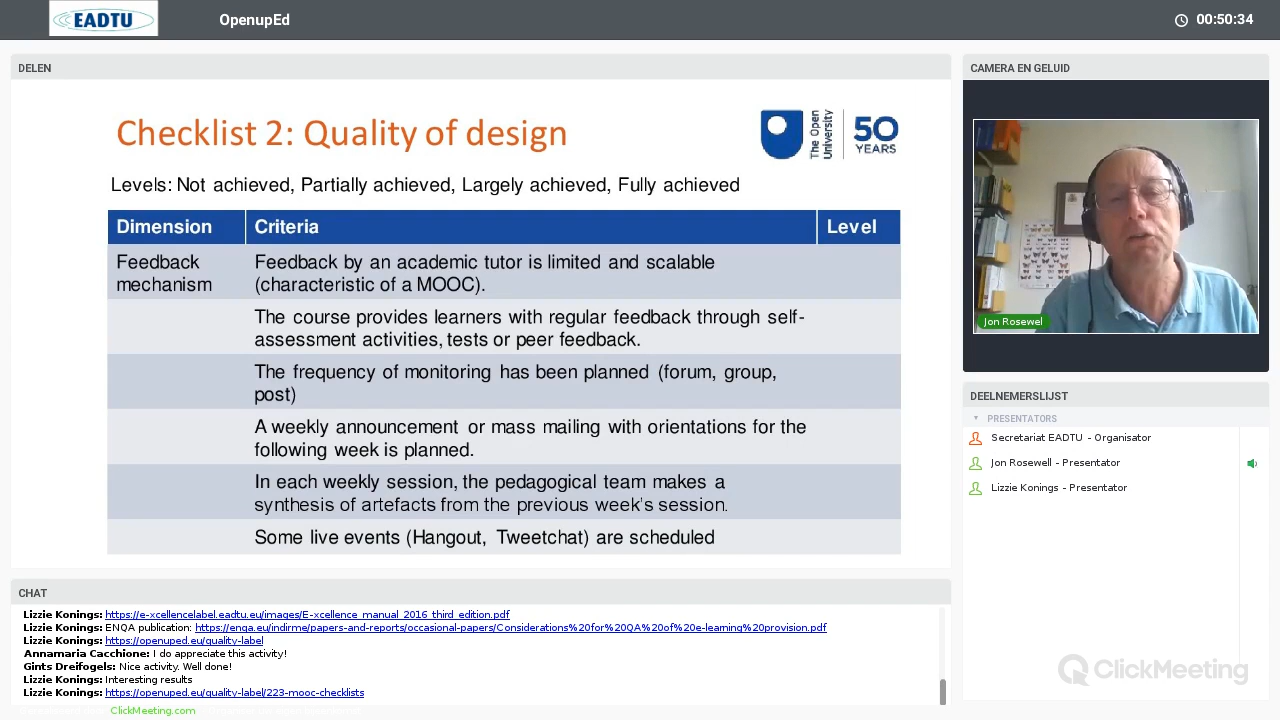 EADTU
OpenupEd
00:50:34
DELEN
Checklist 2: Quality of design
The Open
University
50
YEARS
Levels: Not achieved, Partially achieved, Largely achieved, Fully achieved
Dimension Criteria Level
Feedback mechanism
Feedback by an academic tutor is limited and scalable
(characteristic of a MOOC).
The course provides learners with regular feedback through self-
assessment activities, tests or peer feedback.
The frequency of monitoring has been planned (forum, group,
post)
A weekly announcement or mass mailing with orientations for the
following week is planned.
In each weekly session, the pedagogical team makes a
synthesis of artefacts from the previous week's session.
Some live events (Hangout, Tweetchat) are scheduled
CAMERA EN GELUID
Jon Rosewel
DEELNEMERSLIJST
PRESENTATORS
Secretariat EADTU - Organisator
Jon Rosewell - Presentator
Lizzie Konings - Presentator
CHAT
Lizzie Konings: https://e-xcellencelabel.eadtu.eu/images/E-xcellence_manual_2016_third_edition.pdf
Lizzie Konings: ENQA publication: https://enqa.eu/indirme/papers-and-reports/occasional-papers/Considerations%20for%20QA%20of%20e-learning%20provision.pdf
Lizzie Konings: https://openuped.eu/quality-label
Annamaria Cacchione: I do appreciate this activity!
Gints Dreifogels: Nice activity. Well done!
Lizzie Konings: Interesting results
Lizzie Konings: https://openuped.eu/quality-label/223-mooc-checklists
ClickMeeting.com
ClickMeeting